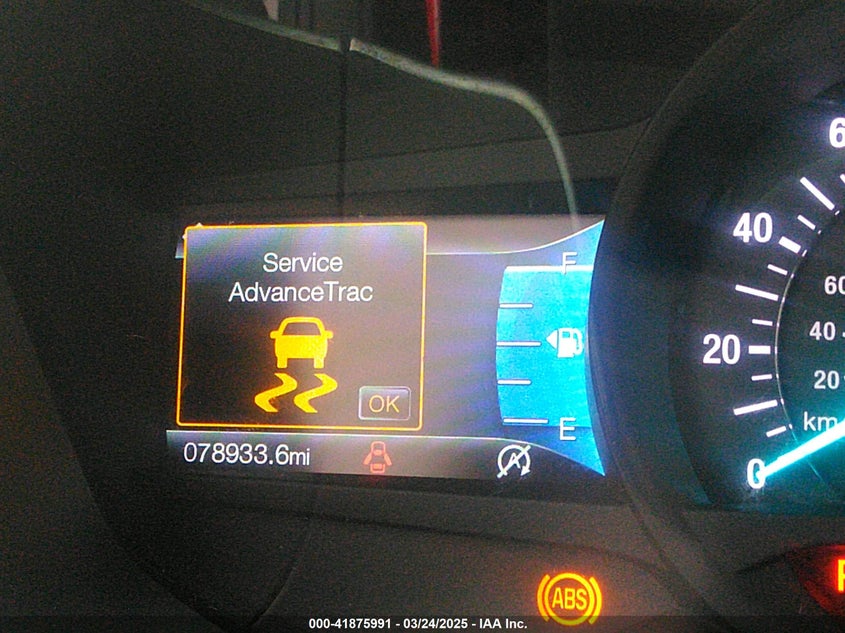 Service
AdvanceTrac
OK
F
E
078933.6mi
40
20
0
60
40
20
km
ABS
000-41875991 - 03/24/2025 - IAA Inc.